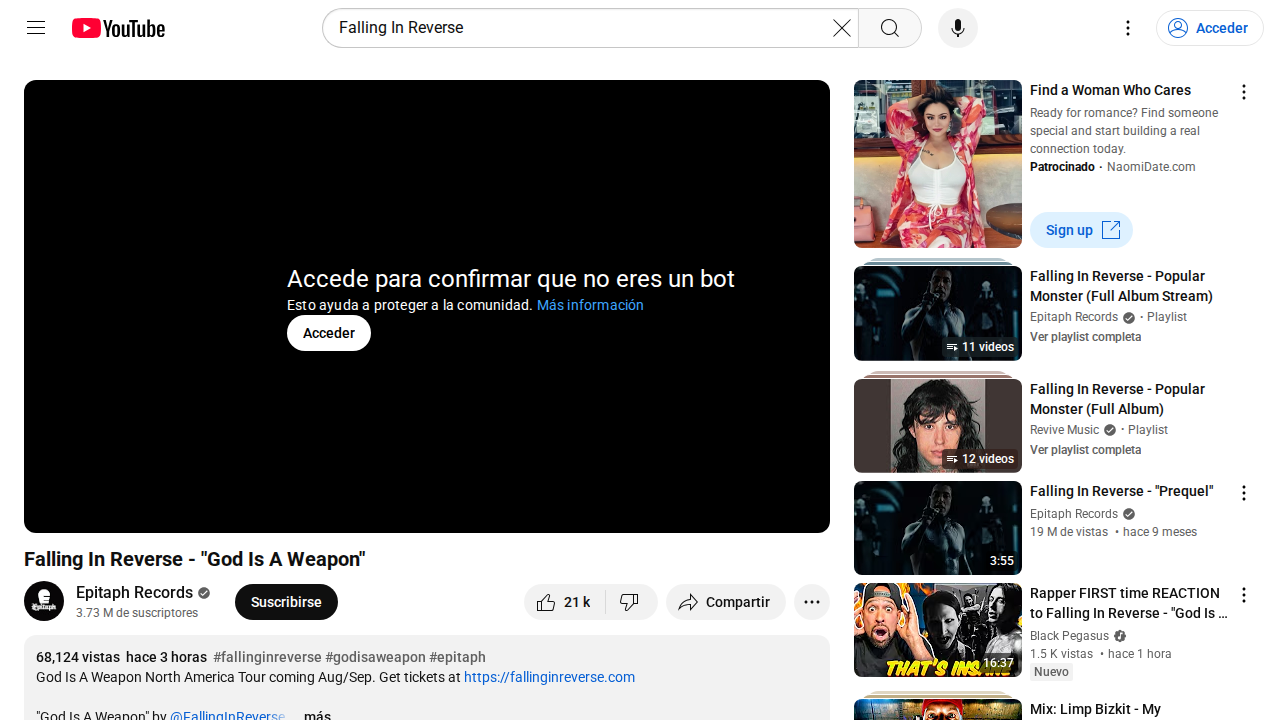 YouTube
Falling In Reverse
Acceder
Accede para confirmar que no eres un bot
Esto ayuda a proteger a la comunidad. Más información
Acceder
Falling In Reverse - "God Is A Weapon"
Epitaph Records
3.73 M de suscriptores
Suscribirse
21 k
Compartir
68,124 vistas hace 3 horas #fallinginreverse #godisaweapon #epitaph
God Is A Weapon North America Tour coming Aug/Sep. Get tickets at https://fallinginreverse.com
"God Is A Weapon" by @FallingInReverse
...más
Find a Woman Who Cares
Ready for romance? Find someone
special and start building a real
connection today.
Patrocinado · NaomiDate.com
Sign up
11 videos
Falling In Reverse - Popular
Monster (Full Album Stream)
Epitaph Records · Playlist
Ver playlist completa
12 videos
Falling In Reverse - Popular
Monster (Full Album)
Revive Music · Playlist
Ver playlist completa
3:55
Falling In Reverse - "Prequel"
Epitaph Records
19 M de vistas • hace 9 meses
THAT'S INSANE
16:37
Rapper FIRST time REACTION
to Falling In Reverse - "God Is ...
Black Pegasus
1.5 K vistas • hace 1 hora
Nuevo
Mix: Limp Bizkit - My